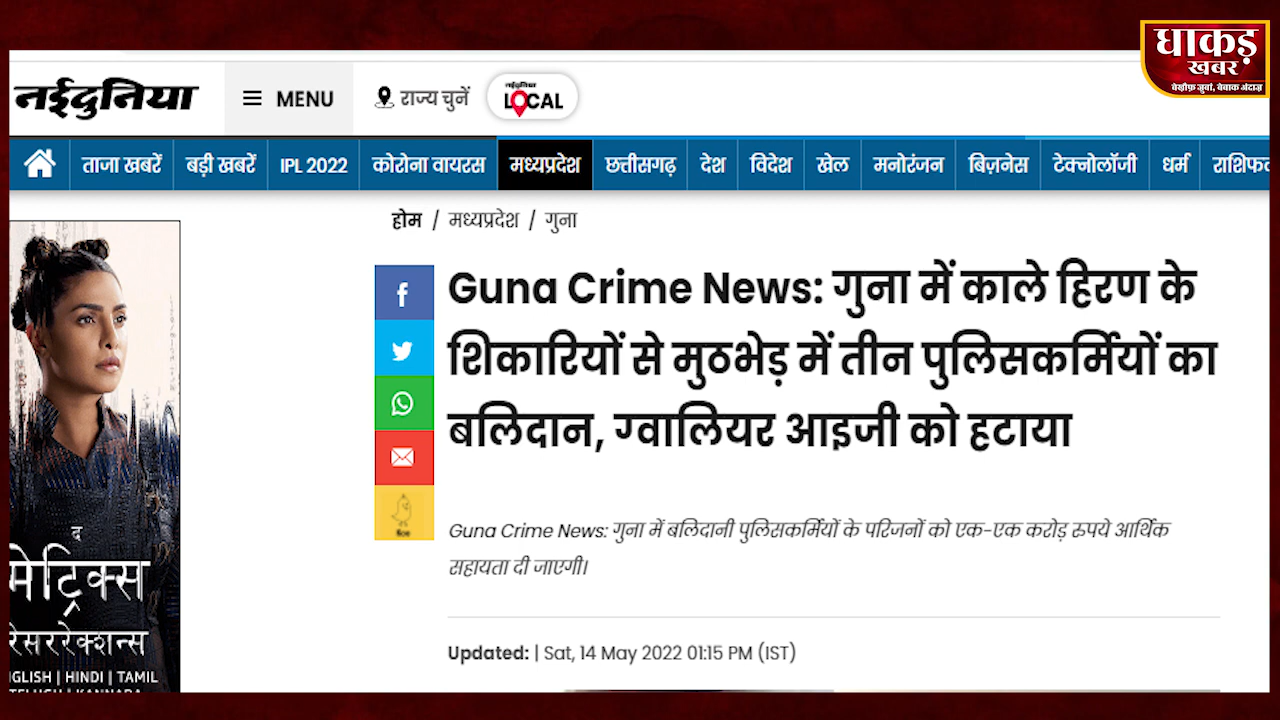 धाकड़
खबर
बेख़ौफ़ जुबां, बेबाक अंदाज़
नईदुनिया
MENU
राज्य चुनें
नईदुनिया
LOCAL
ताजा खबरें
बड़ी खबरें
IPL 2022
कोरोना वायरस
मध्यप्रदेश
छत्तीसगढ़
देश
विदेश
खेल
मनोरंजन
बिज़नेस
टेक्नोलॉजी
धर्म
होम / मध्यप्रदेश / गुना
Guna Crime News: गुना में काले हिरण के
शिकारियों से मुठभेड़ में तीन पुलिसकर्मियों का
बलिदान, ग्वालियर आइजी को हटाया
Guna Crime News: गुना में बलिदानी पुलिसकर्मियों के परिजनों को एक-एक करोड़ रुपये आर्थिक
सहायता दी जाएगी।
Updated: | Sat, 14 May 2022 01:15 PM (IST)
द
मेट्रिक्स
रिसररेक्शन्स
| HINDI | TAMIL